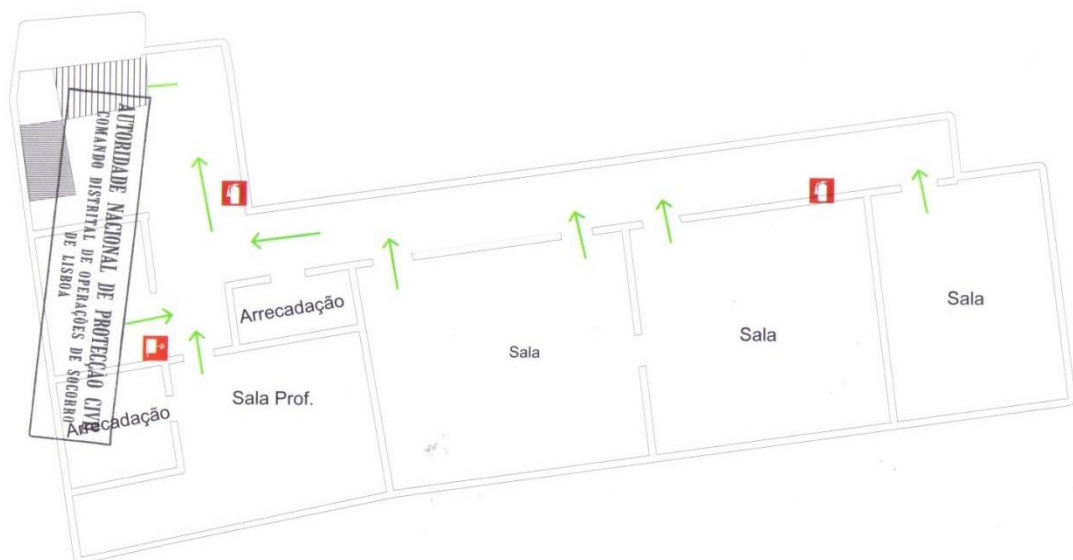 AUTORIDADE NACIONAL DE PROTECÇÃO CIVIL
COMANDO DISTRITAL DE OPERAÇÕES DE SOCORRO
DE LISBOA
Arrecadação
Sala
Sala
Sala
Sala Prof.
Arrecadação